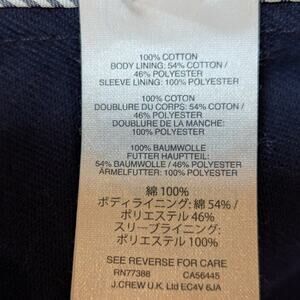 100% COTTON
BODY LINING: 54% COTTON /
46% POLYESTER
SLEEVE LINING: 100% POLYESTER
100% COTON
DOUBLURE DU CORPS: 54% COTON /
46% POLYESTER
DOUBLURE DE LA MANCHE:
100% POLYESTER
100% BAUMWOLLE
FUTTER HAUPTTEIL:
54% BAUMWOLLE / 46% POLYESTER
ÄRMELFUTTER: 100% POLYESTER
綿 100%
ボディライニング: 綿 54% /
ポリエステル 46%
スリーブライニング:
ポリエステル 100%
SEE REVERSE FOR CARE
RN77388 CA56445
J.CREW U.K. Ltd EC4V 6JA